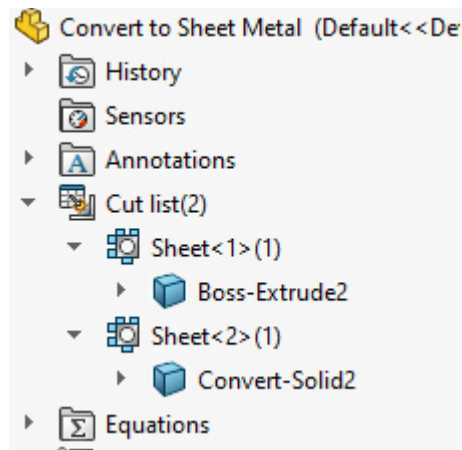 Convert to Sheet Metal (Default<<De
History
Sensors
Annotations
Cut list(2)
Sheet<1>(1)
Boss-Extrude2
Sheet<2>(1)
Convert-Solid2
Equations